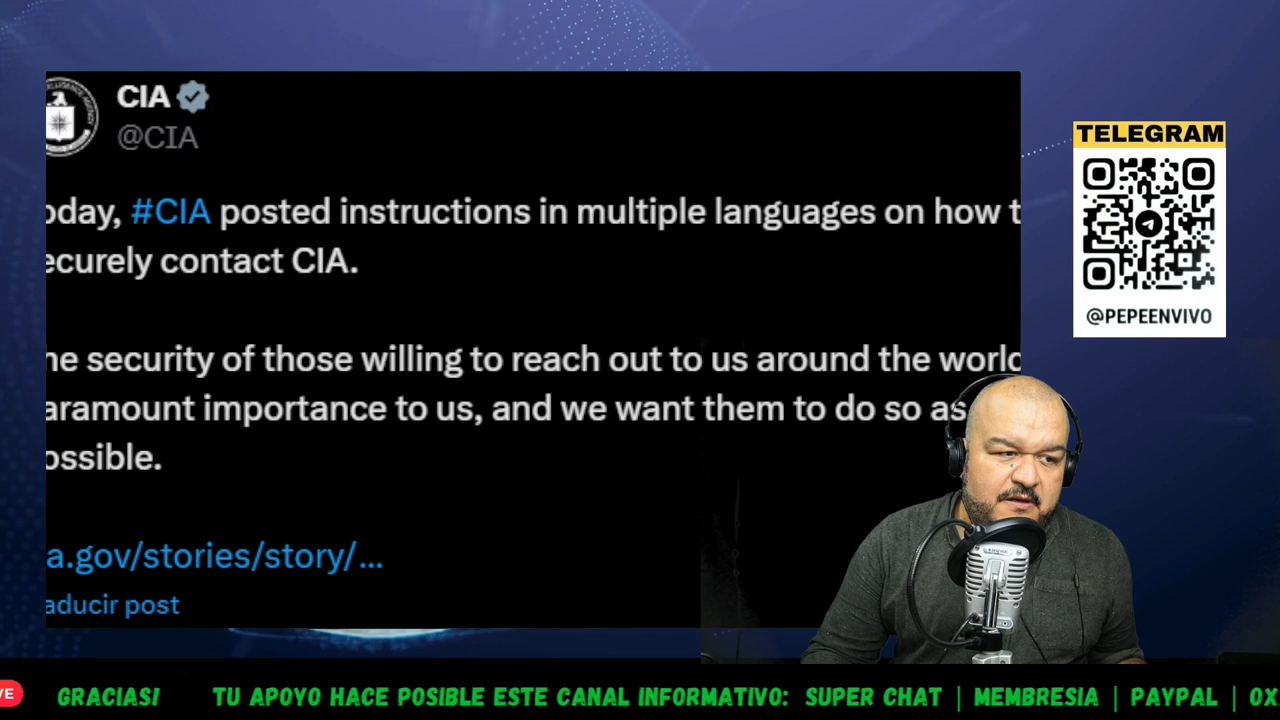 CIA
@CIA
oday, #CIA posted instructions in multiple languages on how t
ecurely contact CIA.
he security of those willing to reach out to us around the world
aramount importance to us, and we want them to do so as
ossible.
a.gov/stories/story/...
aducir post
TELEGRAM
@PEPEENVIVO
VE
GRACIAS! TU APOYO HACE POSIBLE ESTE CANAL INFORMATIVO: SUPER CHAT | MEMBRESIA | PAYPAL | OX